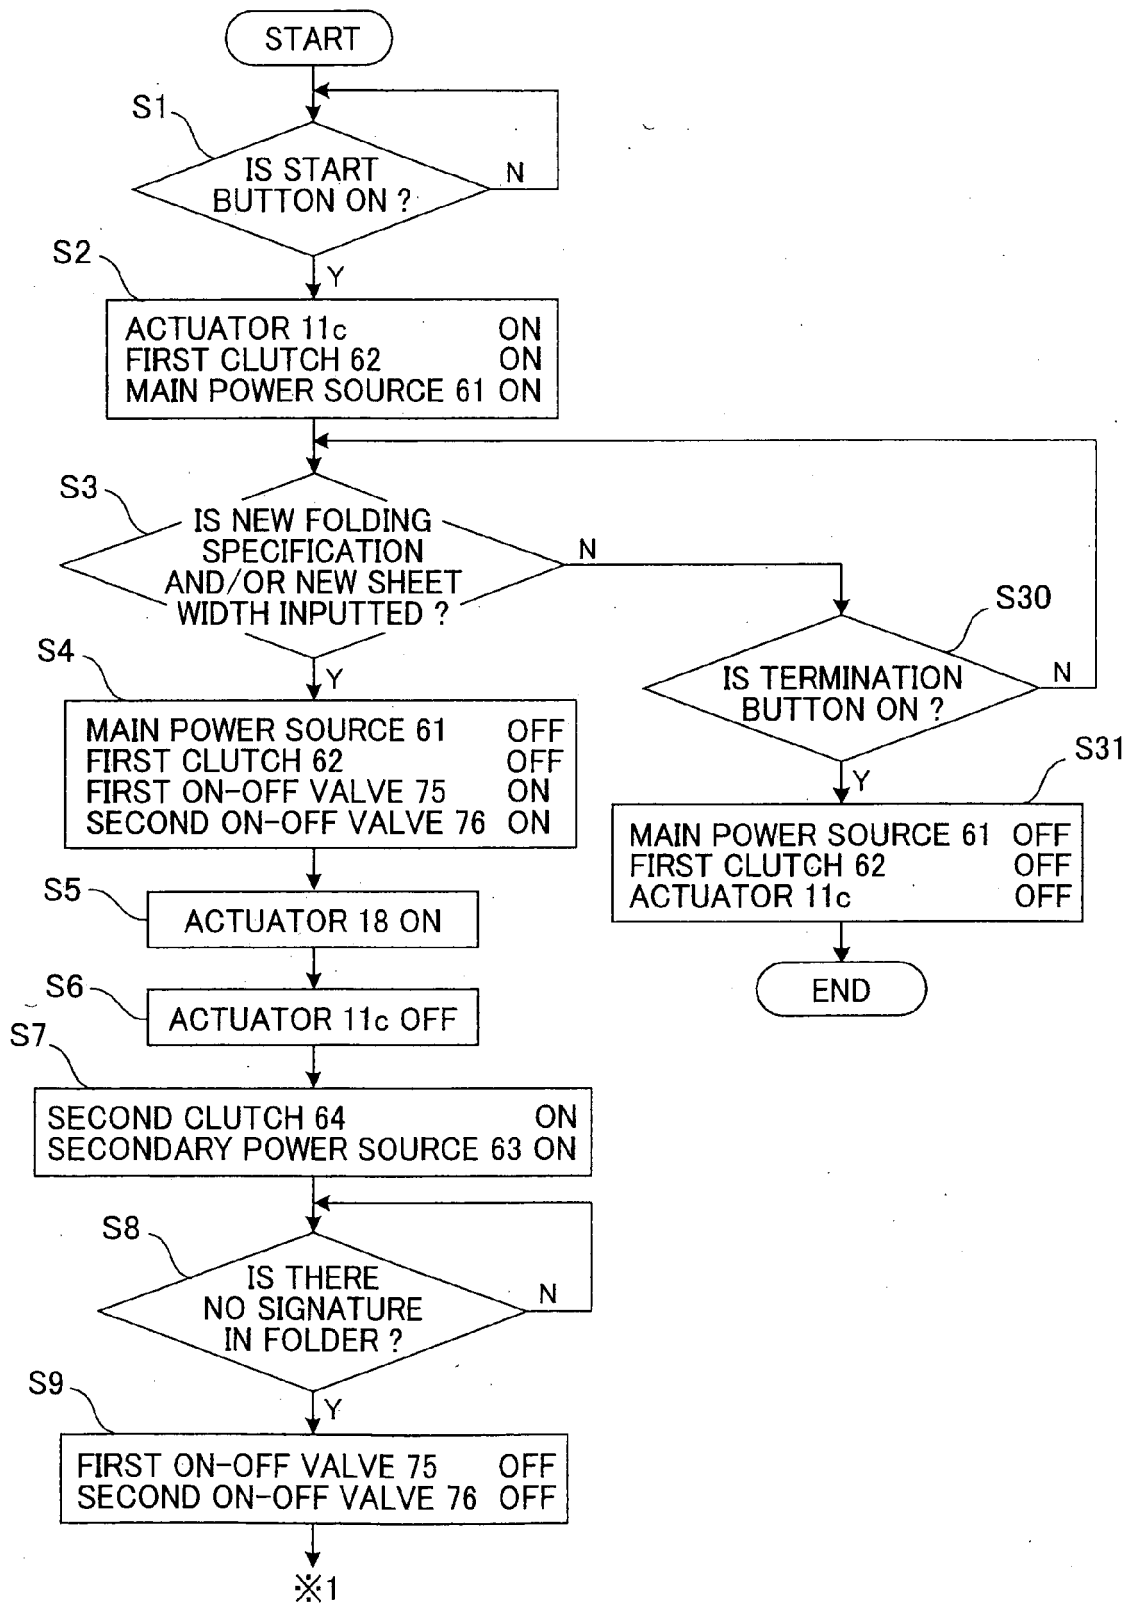 START
S1
IS START
BUTTON ON ?
N
Y
S2
ACTUATOR 11c ON
FIRST CLUTCH 62 ON
MAIN POWER SOURCE 61 ON
S3
IS NEW FOLDING
SPECIFICATION
AND/OR NEW SHEET
WIDTH INPUTTED ?
N
Y
S30
IS TERMINATION
BUTTON ON ?
N
Y
S31
MAIN POWER SOURCE 61 OFF
FIRST CLUTCH 62 OFF
ACTUATOR 11c OFF
END
S4
MAIN POWER SOURCE 61 OFF
FIRST CLUTCH 62 OFF
FIRST ON-OFF VALVE 75 ON
SECOND ON-OFF VALVE 76 ON
S5
ACTUATOR 18 ON
S6
ACTUATOR 11c OFF
S7
SECOND CLUTCH 64 ON
SECONDARY POWER SOURCE 63 ON
S8
IS THERE
NO SIGNATURE
IN FOLDER ?
N
Y
S9
FIRST ON-OFF VALVE 75 OFF
SECOND ON-OFF VALVE 76 OFF
※1